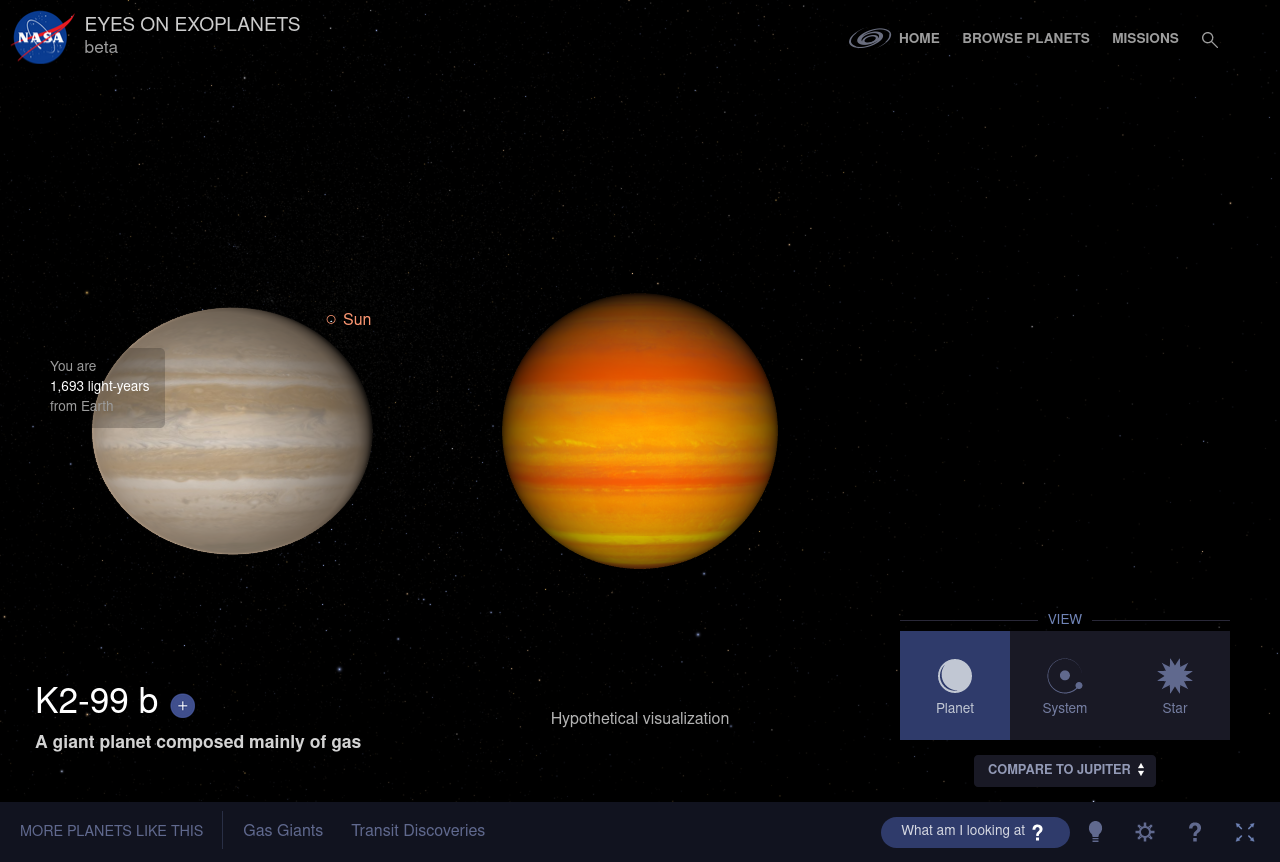 NASA
EYES ON EXOPLANETS
beta
HOME
BROWSE PLANETS
MISSIONS
Sun
You are
1,693 light-years
from Earth
K2-99 b +
A giant planet composed mainly of gas
Hypothetical visualization
VIEW
Planet
System
Star
COMPARE TO JUPITER
MORE PLANETS LIKE THIS
Gas Giants
Transit Discoveries
What am I looking at ?
?